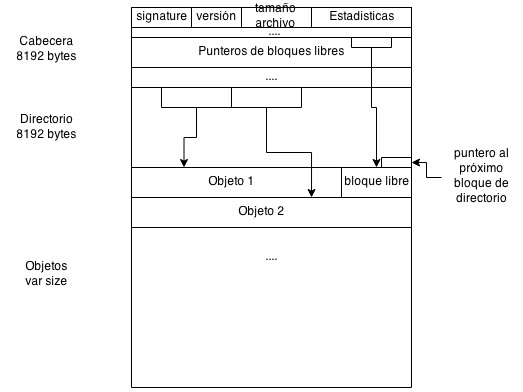 signature versión tamaño archivo Estadisticas
....
Cabecera
8192 bytes
Punteros de bloques libres
....
Directorio
8192 bytes
puntero al
próximo
bloque de
directorio
Objeto 1 bloque libre
Objeto 2
....
Objetos
var size